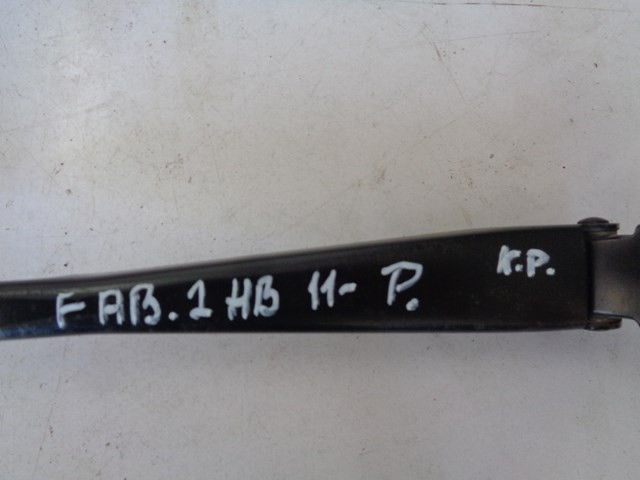 FAB.1 HB 11- P.
K.P.